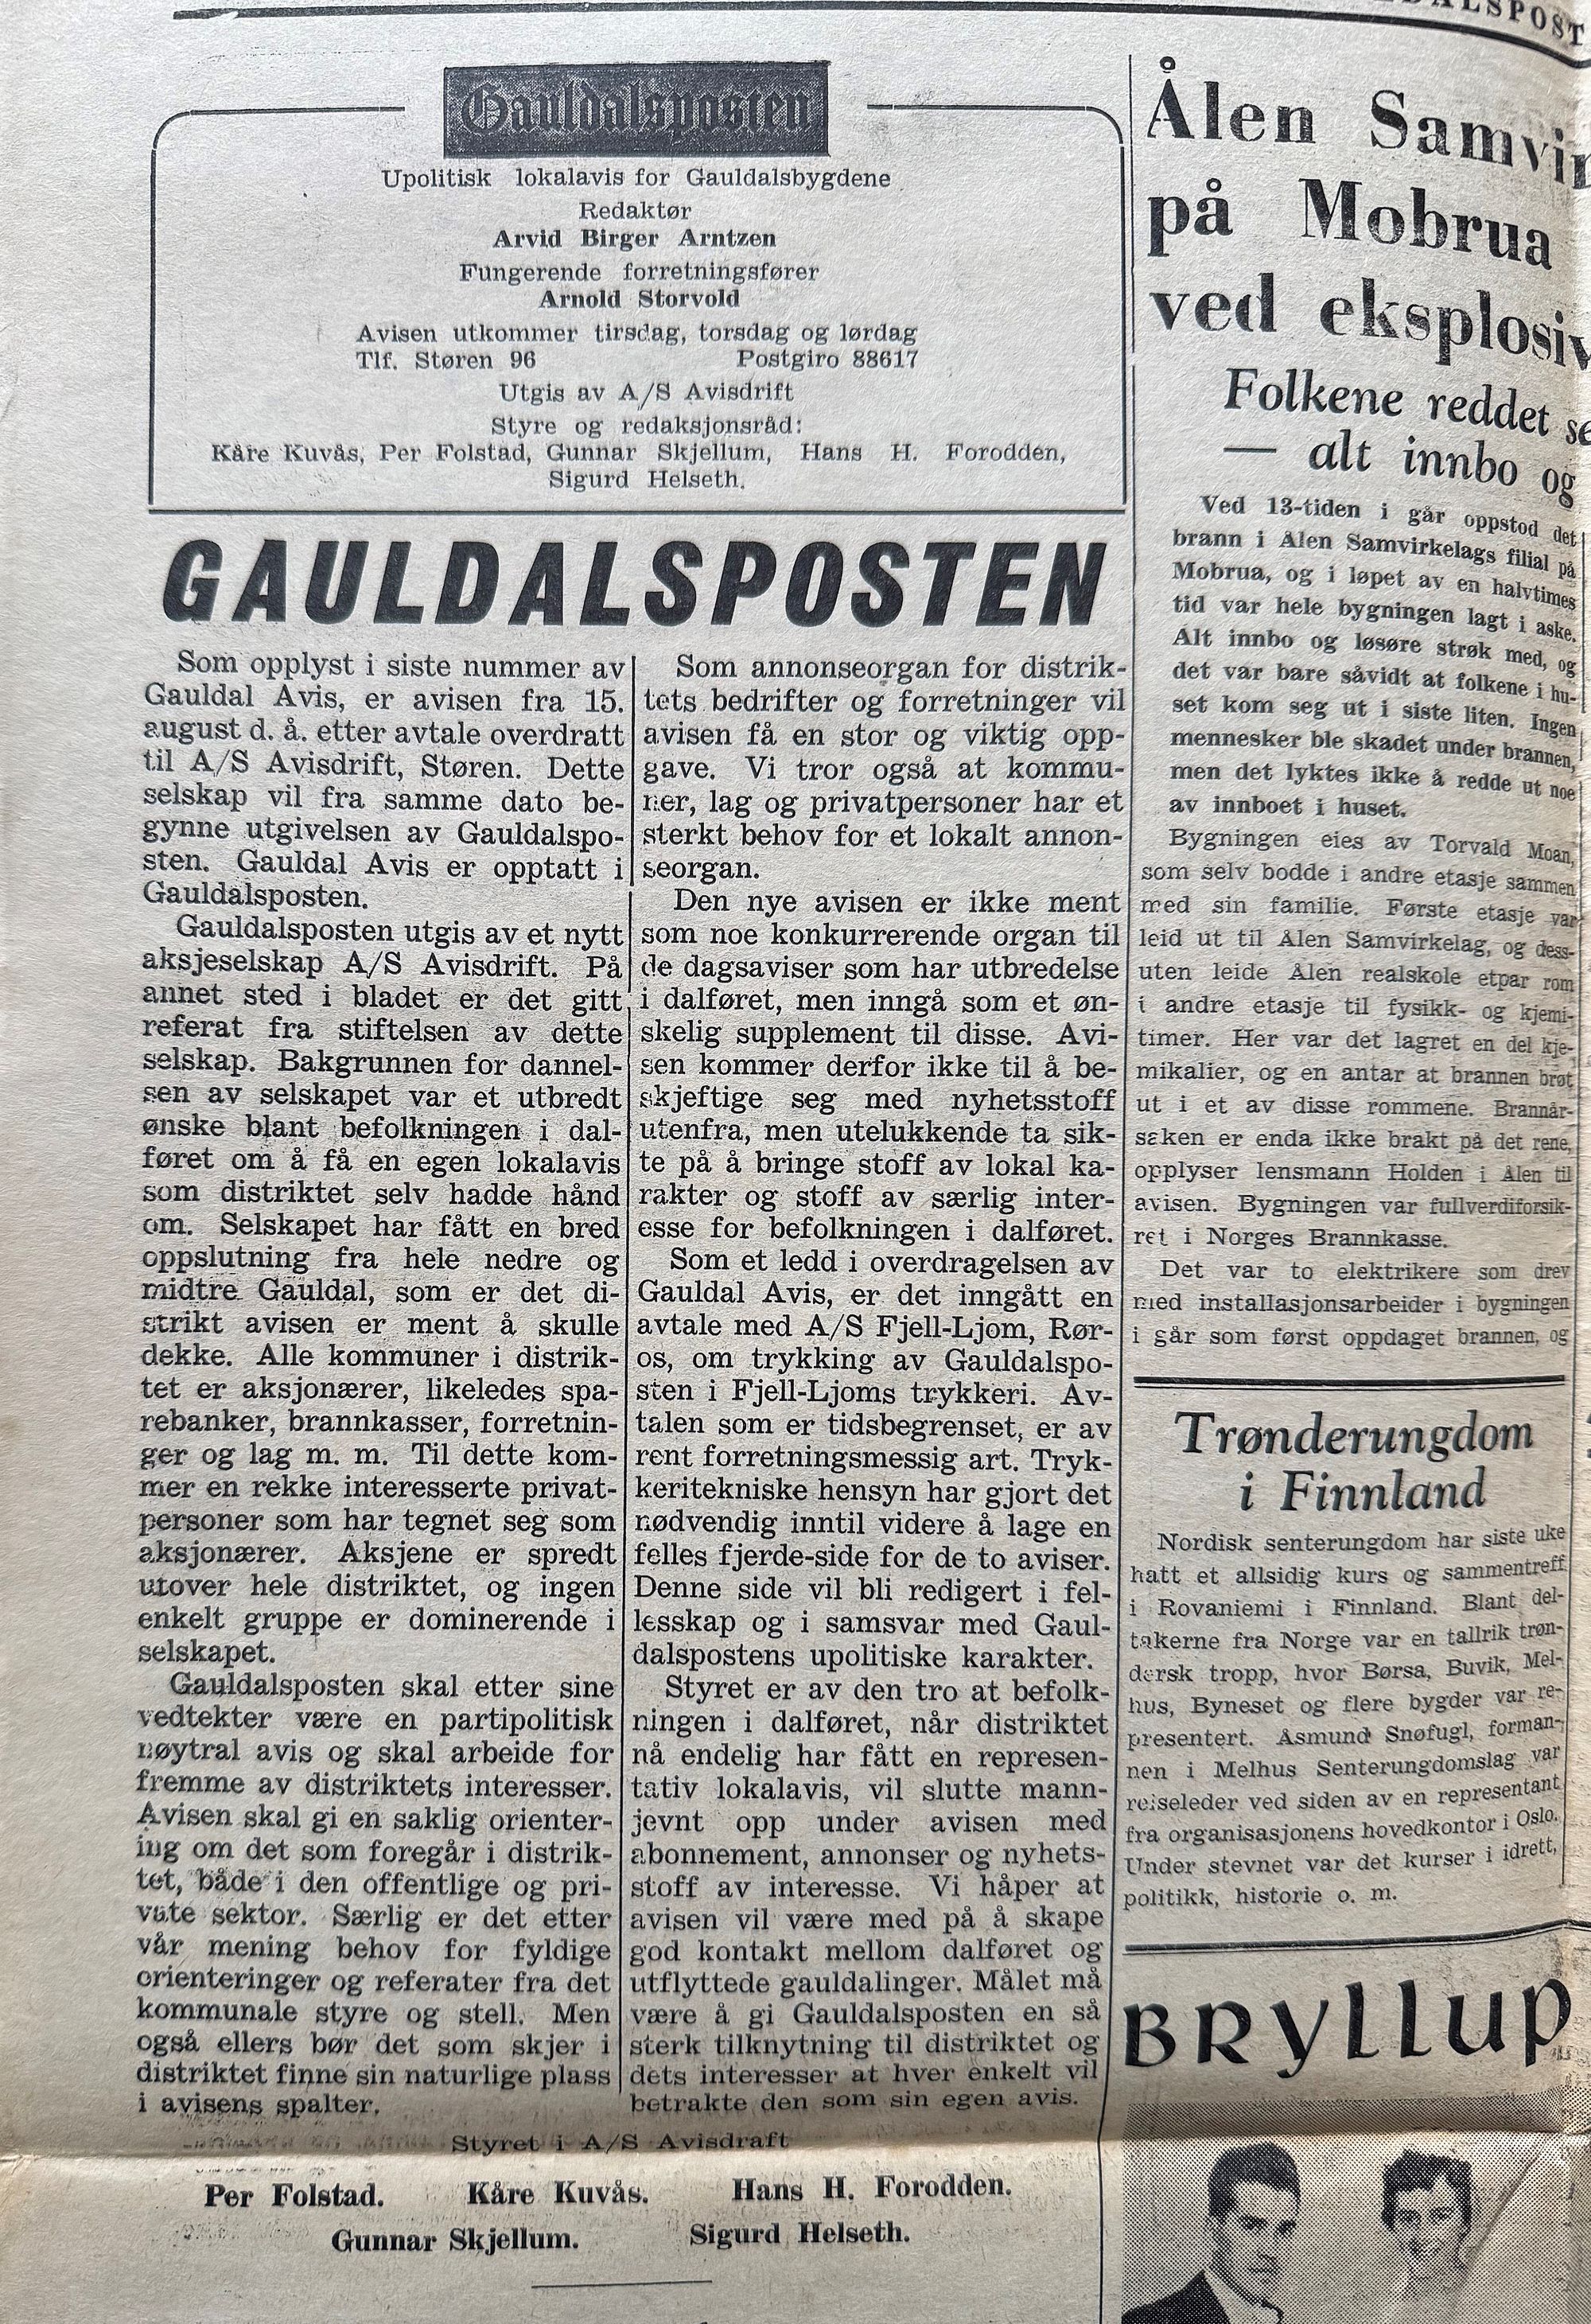 Gauldalsposten
Upolitisk lokalavis for Gauldalsbygdene
Redaktør
Arvid Birger Arntzen
Fungerende forretningsfører
Arnold Storvold
Avisen utkommer tirsdag, torsdag og lørdag
Tlf. Støren 96 Postgiro 88617
Utgis av A/S Avisdrift
Styre og redaksjonsråd:
Kåre Kuvås, Per Folstad, Gunnar Skjellum, Hans H. Forodden,
Sigurd Helseth.
GAULDALSPOSTEN
Som opplyst i siste nummer av
Gauldal Avis, er avisen fra 15.
august d. å. etter avtale overdratt
til A/S Avisdrift, Støren. Dette
selskap vil fra samme dato be-
gynne utgivelsen av Gauldalspo-
sten. Gauldal Avis er opptatt i
Gauldalsposten.
Gauldalsposten utgis av et nytt
aksjeselskap A/S Avisdrift. På
annet sted i bladet er det gitt
referat fra stiftelsen av dette
selskap. Bakgrunnen for dannel-
sen av selskapet var et utbredt
ønske blant befolkningen i dal-
føret om å få en egen lokalavis
som distriktet selv hadde hånd
om. Selskapet har fått en bred
oppslutning fra hele nedre og
midtre Gauldal, som er det di-
strikt avisen er ment å skulle
dekke. Alle kommuner i distrik-
tet er aksjonærer, likeledes spa-
rebanker, brannkasser, forretnin-
ger og lag m. m. Til dette kom-
mer en rekke interesserte privat-
personer som har tegnet seg som
aksjonærer. Aksjene er spredt
utover hele distriktet, og ingen
enkelt gruppe er dominerende i
selskapet.
Gauldalsposten skal etter sine
vedtekter være en partipolitisk
nøytral avis og skal arbeide for
fremme av distriktets interesser.
Avisen skal gi en saklig orienter-
ing om det som foregår i distrik-
tet, både i den offentlige og pri-
vate sektor. Særlig er det etter
vår mening behov for fyldige
orienteringer og referater fra det
kommunale styre og stell. Men
også ellers bør det som skjer i
distriktet finne sin naturlige plass
i avisens spalter.
Som annonseorgan for distrik-
tets bedrifter og forretninger vil
avisen få en stor og viktig opp-
gave. Vi tror også at kommu-
ner, lag og privatpersoner har et
sterkt behov for et lokalt annon-
seorgan.
Den nye avisen er ikke ment
som noe konkurrerende organ til
de dagsaviser som har utbredelse
i dalføret, men inngå som et øn-
skelig supplement til disse. Avi-
sen kommer derfor ikke til å be-
skjeftige seg med nyhetsstoff
utenfra, men utelukkende ta sik-
te på å bringe stoff av lokal ka-
rakter og stoff av særlig inter-
esse for befolkningen i dalføret.
Som et ledd i overdragelsen av
Gauldal Avis, er det inngått en
avtale med A/S Fjell-Ljom, Rør-
os, om trykking av Gauldalspo-
sten i Fjell-Ljoms trykkeri. Av-
talen som er tidsbegrenset, er av
rent forretningsmessig art. Tryk-
keritekniske hensyn har gjort det
nødvendig inntil videre å lage en
felles fjerde-side for de to aviser.
Denne side vil bli redigert i fel-
lesskap og i samsvar med Gaul-
dalspostens upolitiske karakter.
Styret er av den tro at befolk-
ningen i dalføret, når distriktet
nå endelig har fått en represen-
tativ lokalavis, vil slutte mann-
jevnt opp under avisen med
abonnement, annonser og nyhets-
stoff av interesse. Vi håper at
avisen vil være med på å skape
god kontakt mellom dalføret og
utflyttede gauldalinger. Målet må
være å gi Gauldalsposten en så
sterk tilknytning til distriktet og
dets interesser at hver enkelt vil
betrakte den som sin egen avis.
Styret i A/S Avisdraft
Per Folstad. Kåre Kuvås. Hans H. Forodden.
Gunnar Skjellum. Sigurd Helseth.
Ålen Samvir
på Mobrua
ved eksplosiv
Folkene reddet se
— alt innbo og
Ved 13-tiden i går oppstod det
brann i Ålen Samvirkelags filial på
Mobrua, og i løpet av en halvtimes
tid var hele bygningen lagt i aske.
Alt innbo og løsøre strøk med, og
det var bare såvidt at folkene i hu-
set kom seg ut i siste liten. Ingen
mennesker ble skadet under brannen,
men det lyktes ikke å redde ut noe
av innboet i huset.
Bygningen eies av Torvald Moan,
som selv bodde i andre etasje sammen
med sin familie. Første etasje var
leid ut til Ålen Samvirkelag, og dess-
uten leide Ålen realskole etpar rom
i andre etasje til fysikk- og kjemi-
timer. Her var det lagret en del kje-
mikalier, og en antar at brannen brøt
ut i et av disse rommene. Brannår-
saken er enda ikke brakt på det rene,
opplyser lensmann Holden i Ålen til
avisen. Bygningen var fullverdiforsik-
ret i Norges Brannkasse.
Det var to elektrikere som drev
med installasjonsarbeider i bygningen
i går som først oppdaget brannen, og
Trønderungdom
i Finnland
Nordisk senterungdom har siste uke
hatt et allsidig kurs og sammentreff
i Rovaniemi i Finnland. Blant del-
takerne fra Norge var en tallrik trøn-
dersk tropp, hvor Børsa, Buvik, Mel-
hus, Byneset og flere bygder var re-
presentert. Åsmund Snøfugl, forman-
nen i Melhus Senterungdomslag var
reiseleder ved siden av en representant
fra organisasjonens hovedkontor i Oslo.
Under stevnet var det kurser i idrett,
politikk, historie o. m.
BRyllup